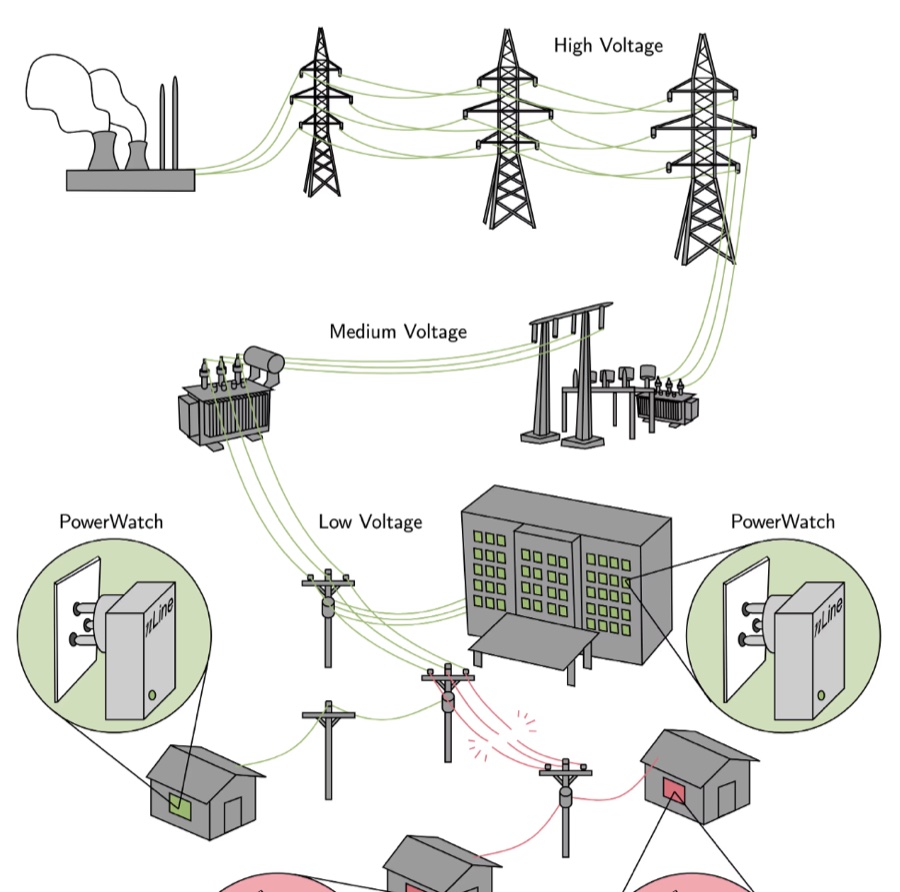 High Voltage
Medium Voltage
PowerWatch
Low Voltage
PowerWatch
nLine
nLine